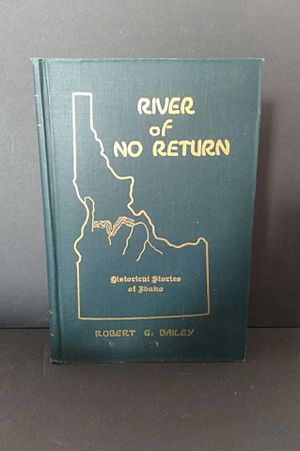 RIVER
OF
NO RETURN
Historical Stories
of Idaho
ROBERT G. BAILEY